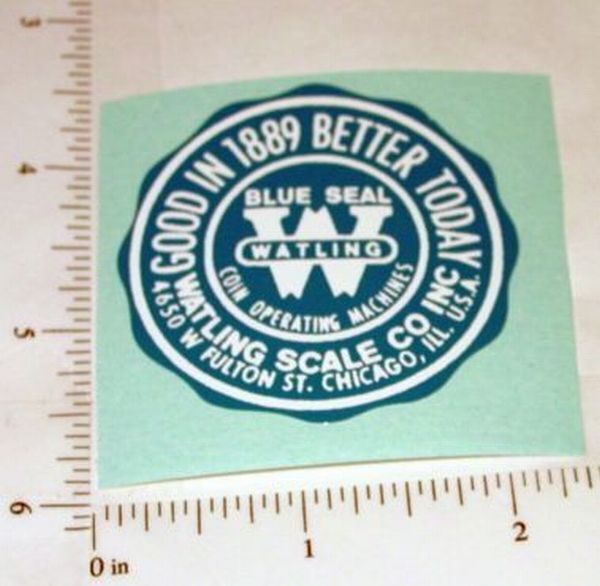 GOOD IN 1889 BETTER TODAY
BLUE SEAL
W
WATLING
COIN OPERATING MACHINES
WATLING SCALE CO INC
4650 W FULTON ST. CHICAGO, ILL. U.S.A.
3
4
5
6
0 in
1
2